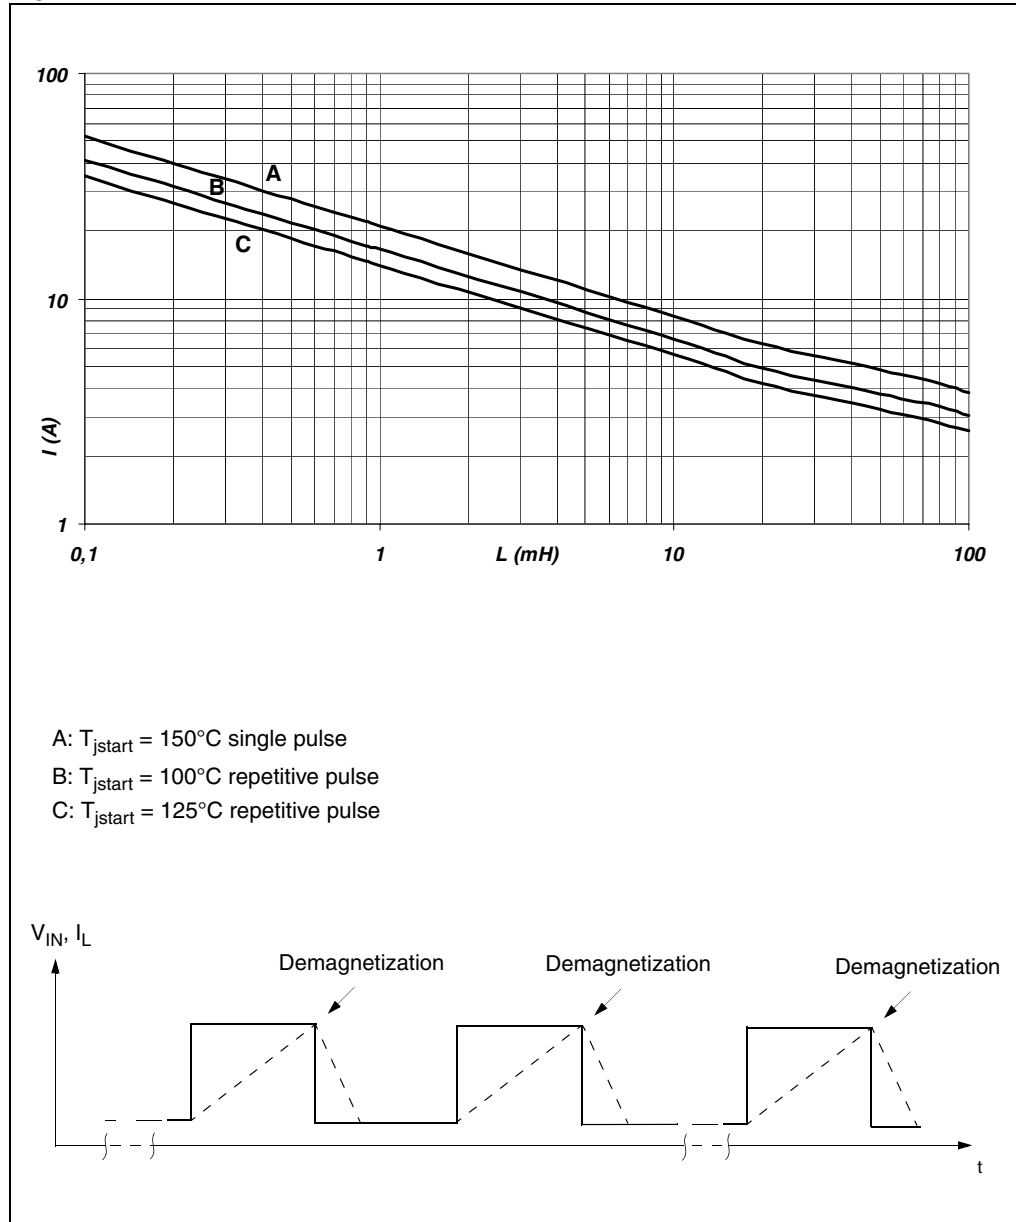 100
A
B
C
10
I (A)
1
0,1
1
L (mH)
10
100
A: Tjstart = 150°C single pulse
B: Tjstart = 100°C repetitive pulse
C: Tjstart = 125°C repetitive pulse
VIN, IL
Demagnetization
Demagnetization
Demagnetization
t